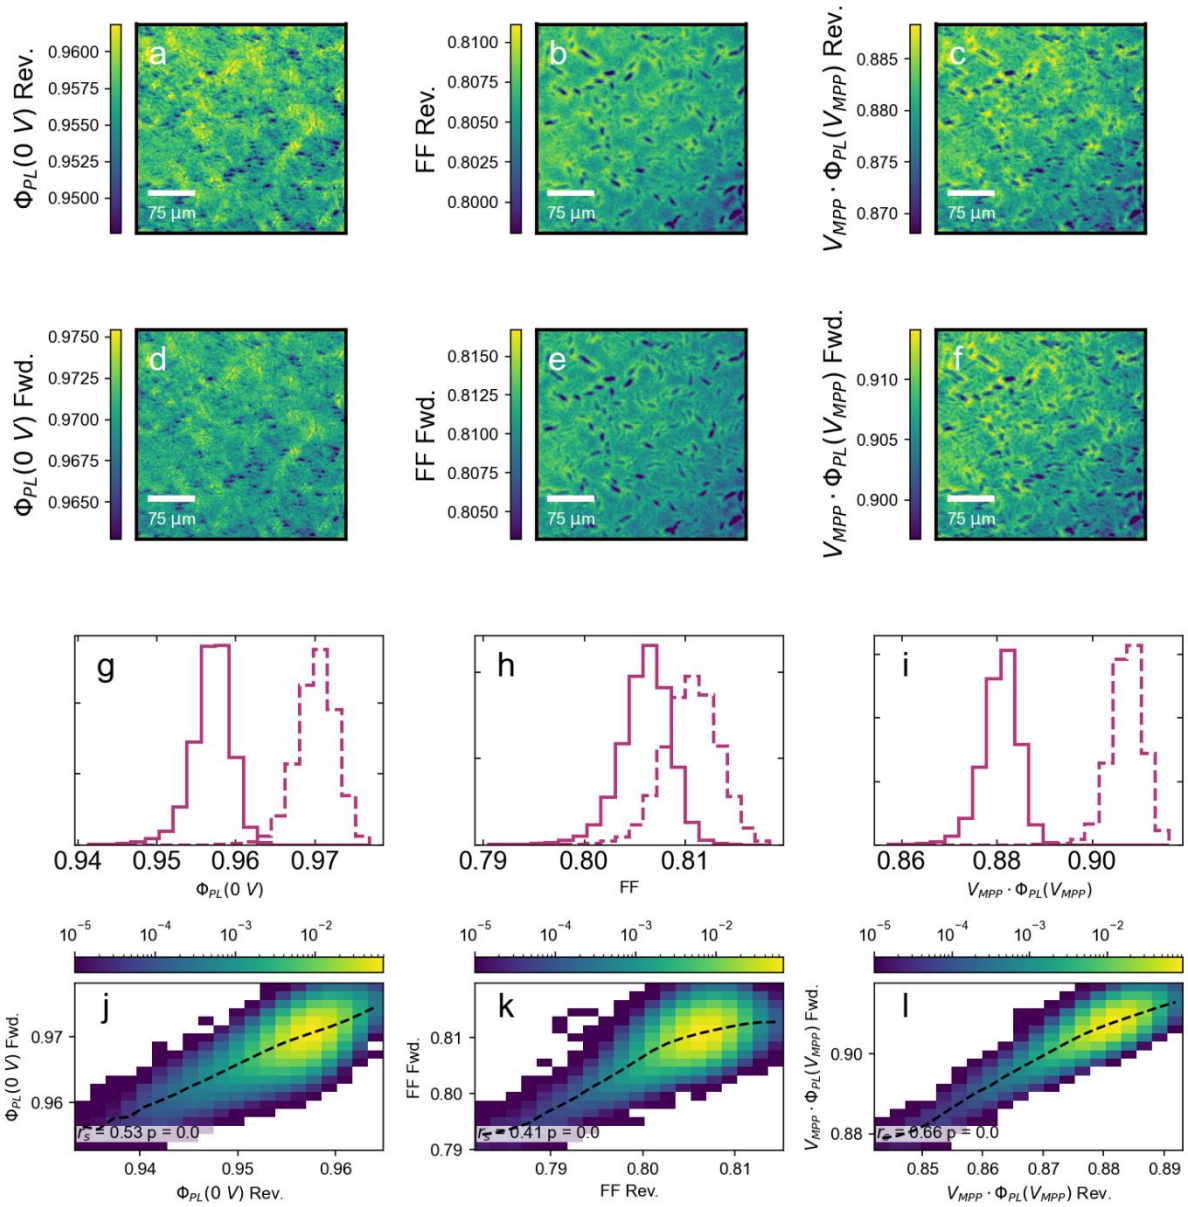 a
Φ_PL(0 V) Rev.
0.9600
0.9575
0.9550
0.9525
0.9500
75 μm
b
FF Rev.
0.8100
0.8075
0.8050
0.8025
0.8000
75 μm
c
V_MPP · Φ_PL(V_MPP) Rev.
0.885
0.880
0.875
0.870
75 μm
d
Φ_PL(0 V) Fwd.
0.9750
0.9725
0.9700
0.9675
0.9650
75 μm
e
FF Fwd.
0.8150
0.8125
0.8100
0.8075
0.8050
75 μm
f
V_MPP · Φ_PL(V_MPP) Fwd.
0.910
0.905
0.900
75 μm
g
0.94 0.95 0.96 0.97
Φ_PL(0 V)
h
0.79 0.80 0.81
FF
i
0.86 0.88 0.90
V_MPP · Φ_PL(V_MPP)
10⁻⁵ 10⁻⁴ 10⁻³ 10⁻²
j
Φ_PL(0 V) Fwd.
0.97
0.96
r_s = 0.53 p = 0.0
0.94 0.95 0.96
Φ_PL(0 V) Rev.
10⁻⁵ 10⁻⁴ 10⁻³ 10⁻²
k
FF Fwd.
0.81
0.80
0.79
r_s = 0.41 p = 0.0
0.79 0.80 0.81
FF Rev.
10⁻⁵ 10⁻⁴ 10⁻³ 10⁻²
l
V_MPP · Φ_PL(V_MPP) Fwd.
0.90
0.88
r_s = 0.66 p = 0.0
0.85 0.86 0.87 0.88 0.89
V_MPP · Φ_PL(V_MPP) Rev.